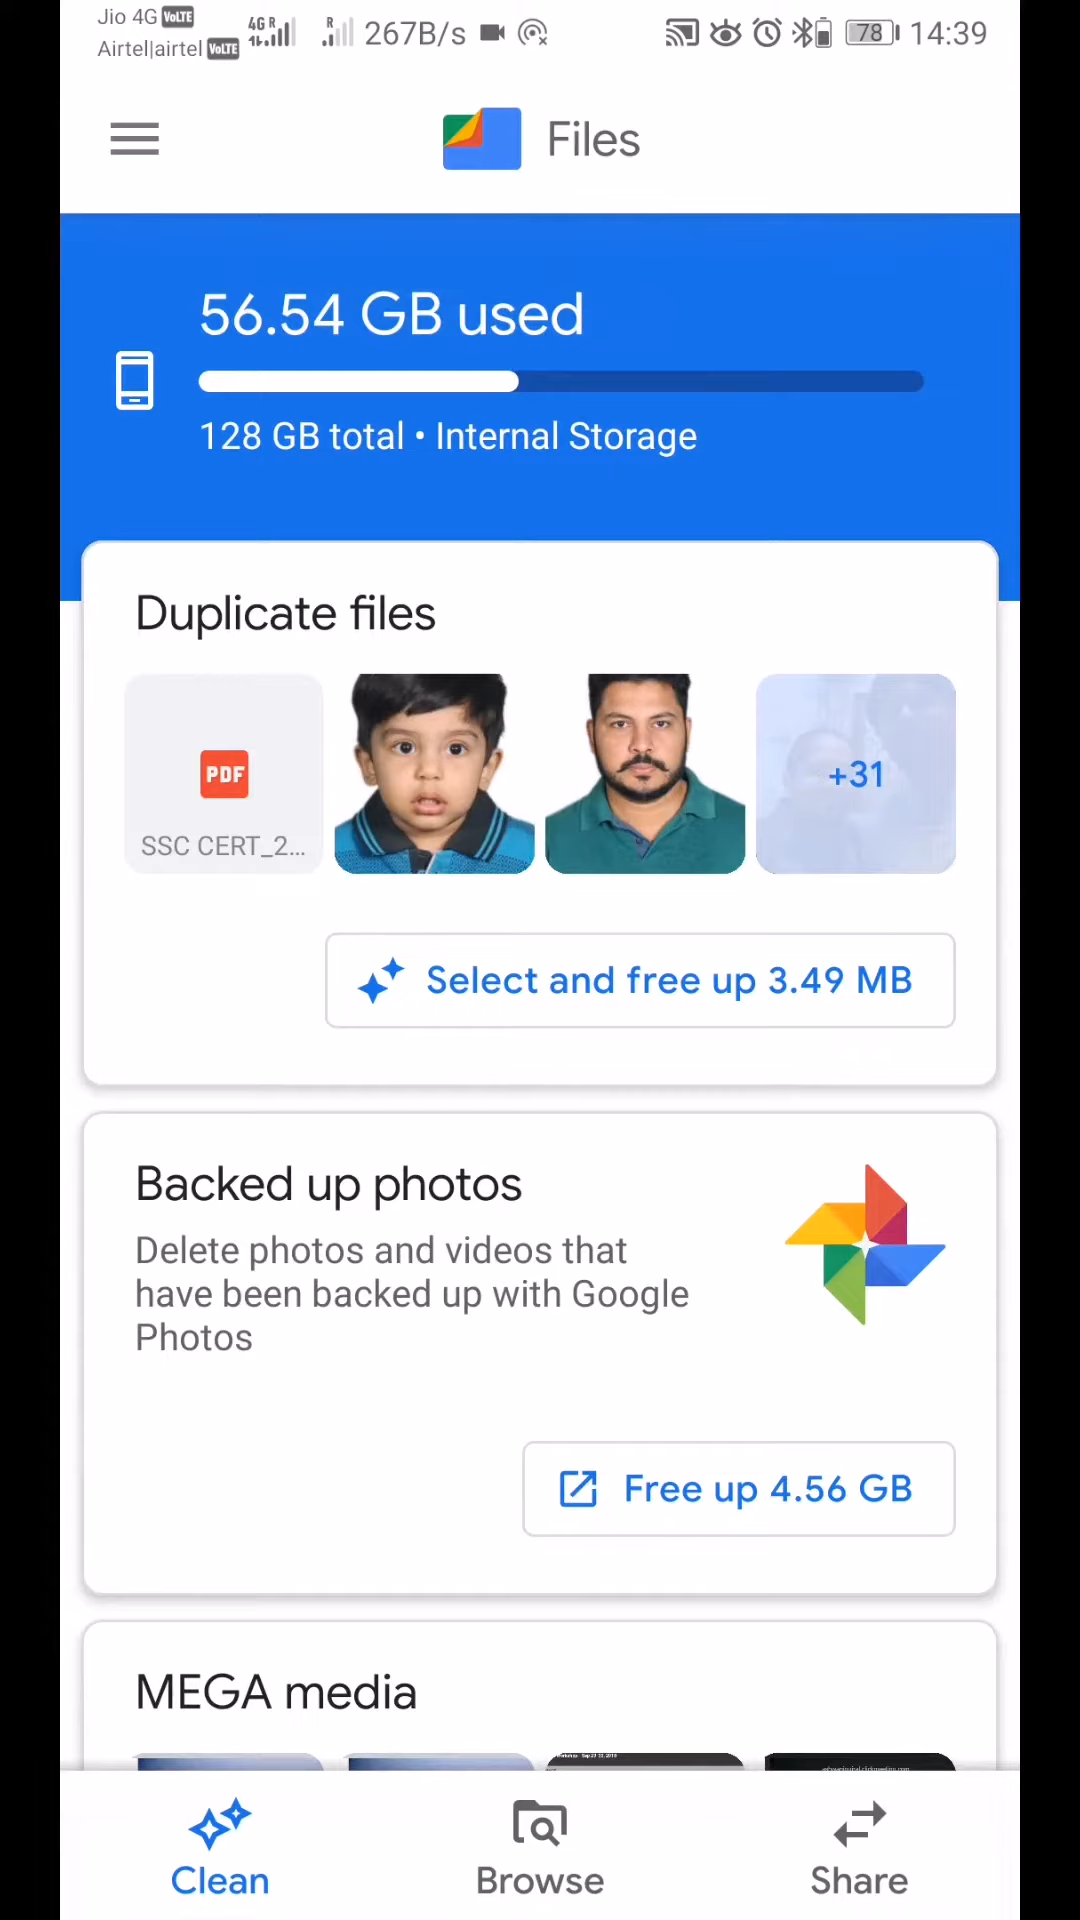 Jio 4G VoLTE
Airtel|airtel VoLTE
4G R
R
267B/s
78
14:39
Files
56.54 GB used
128 GB total • Internal Storage
Duplicate files
PDF
SSC CERT_2...
+31
Select and free up 3.49 MB
Backed up photos
Delete photos and videos that
have been backed up with Google
Photos
Free up 4.56 GB
MEGA media
Clean
Browse
Share